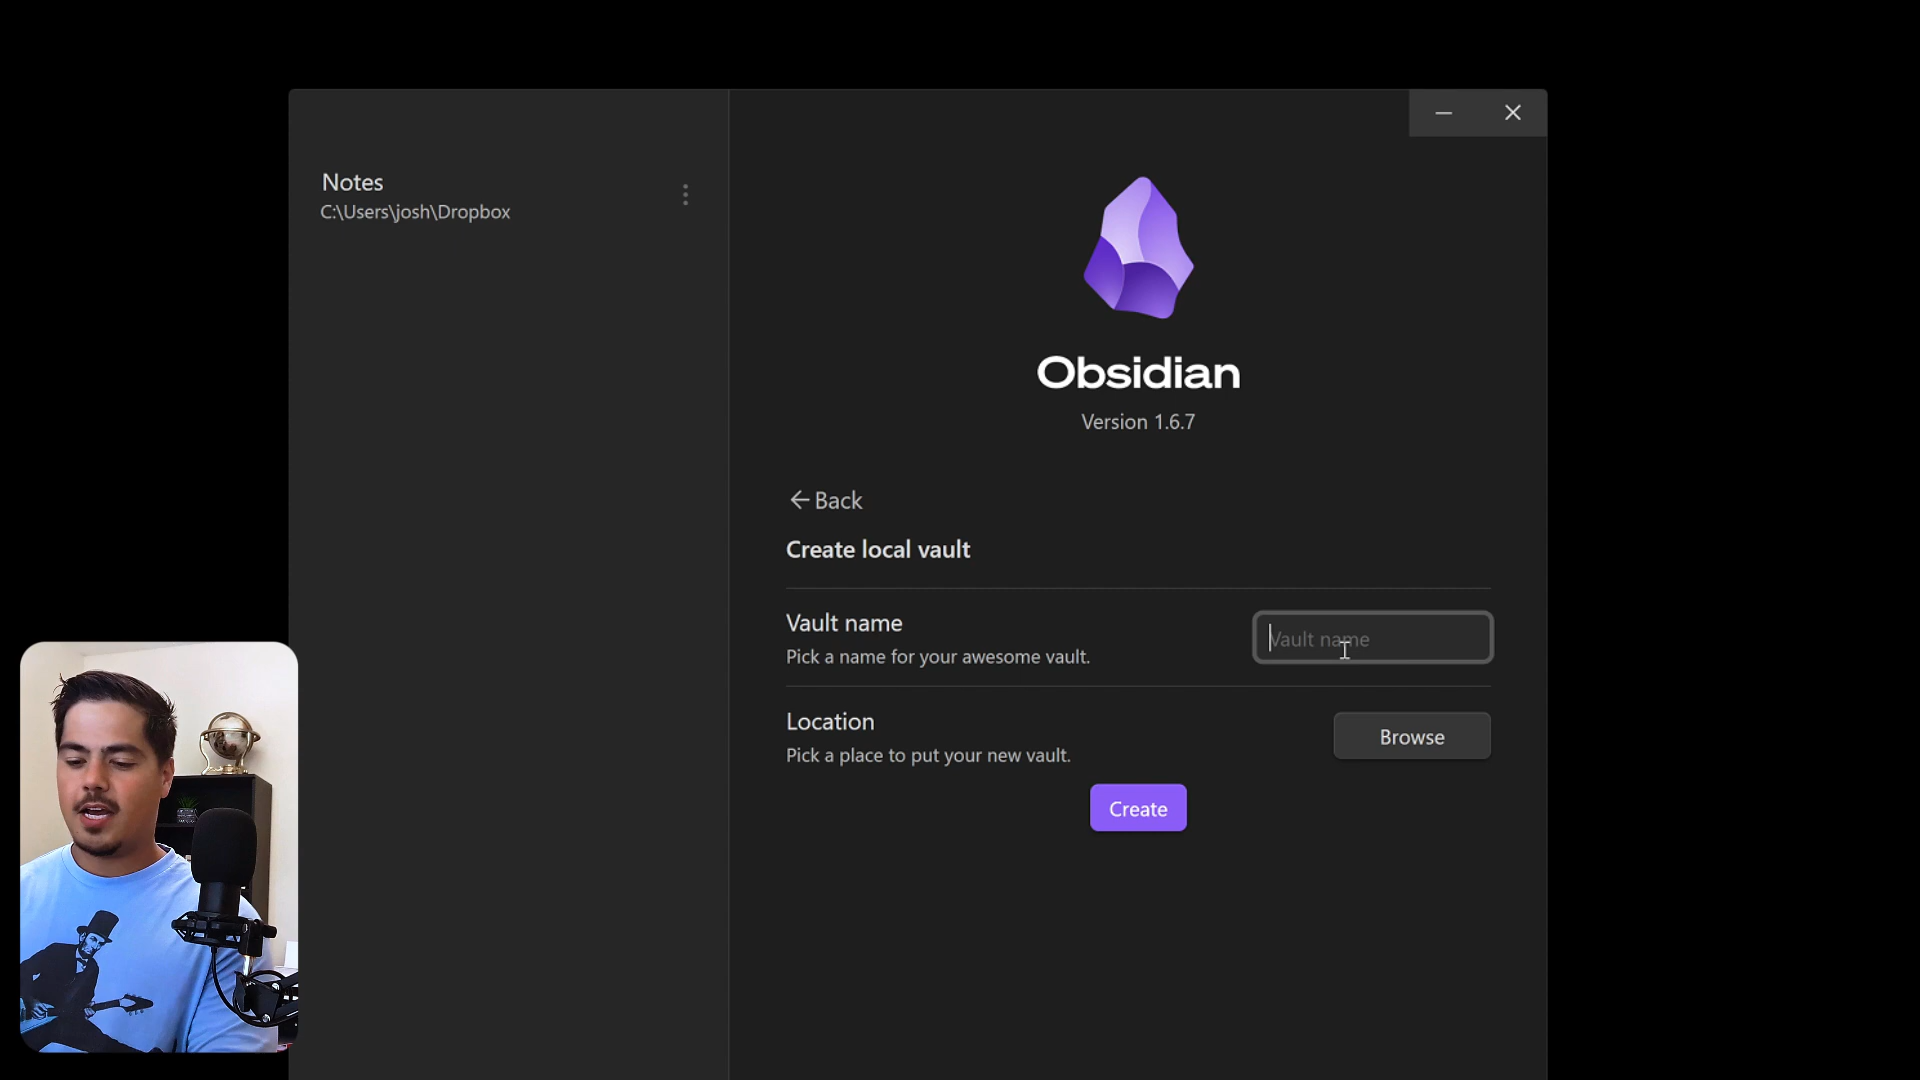 Notes
C:\Users\josh\Dropbox
Obsidian
Version 1.6.7
Back
Create local vault
Vault name
Pick a name for your awesome vault.
Vault name
Location
Pick a place to put your new vault.
Browse
Create